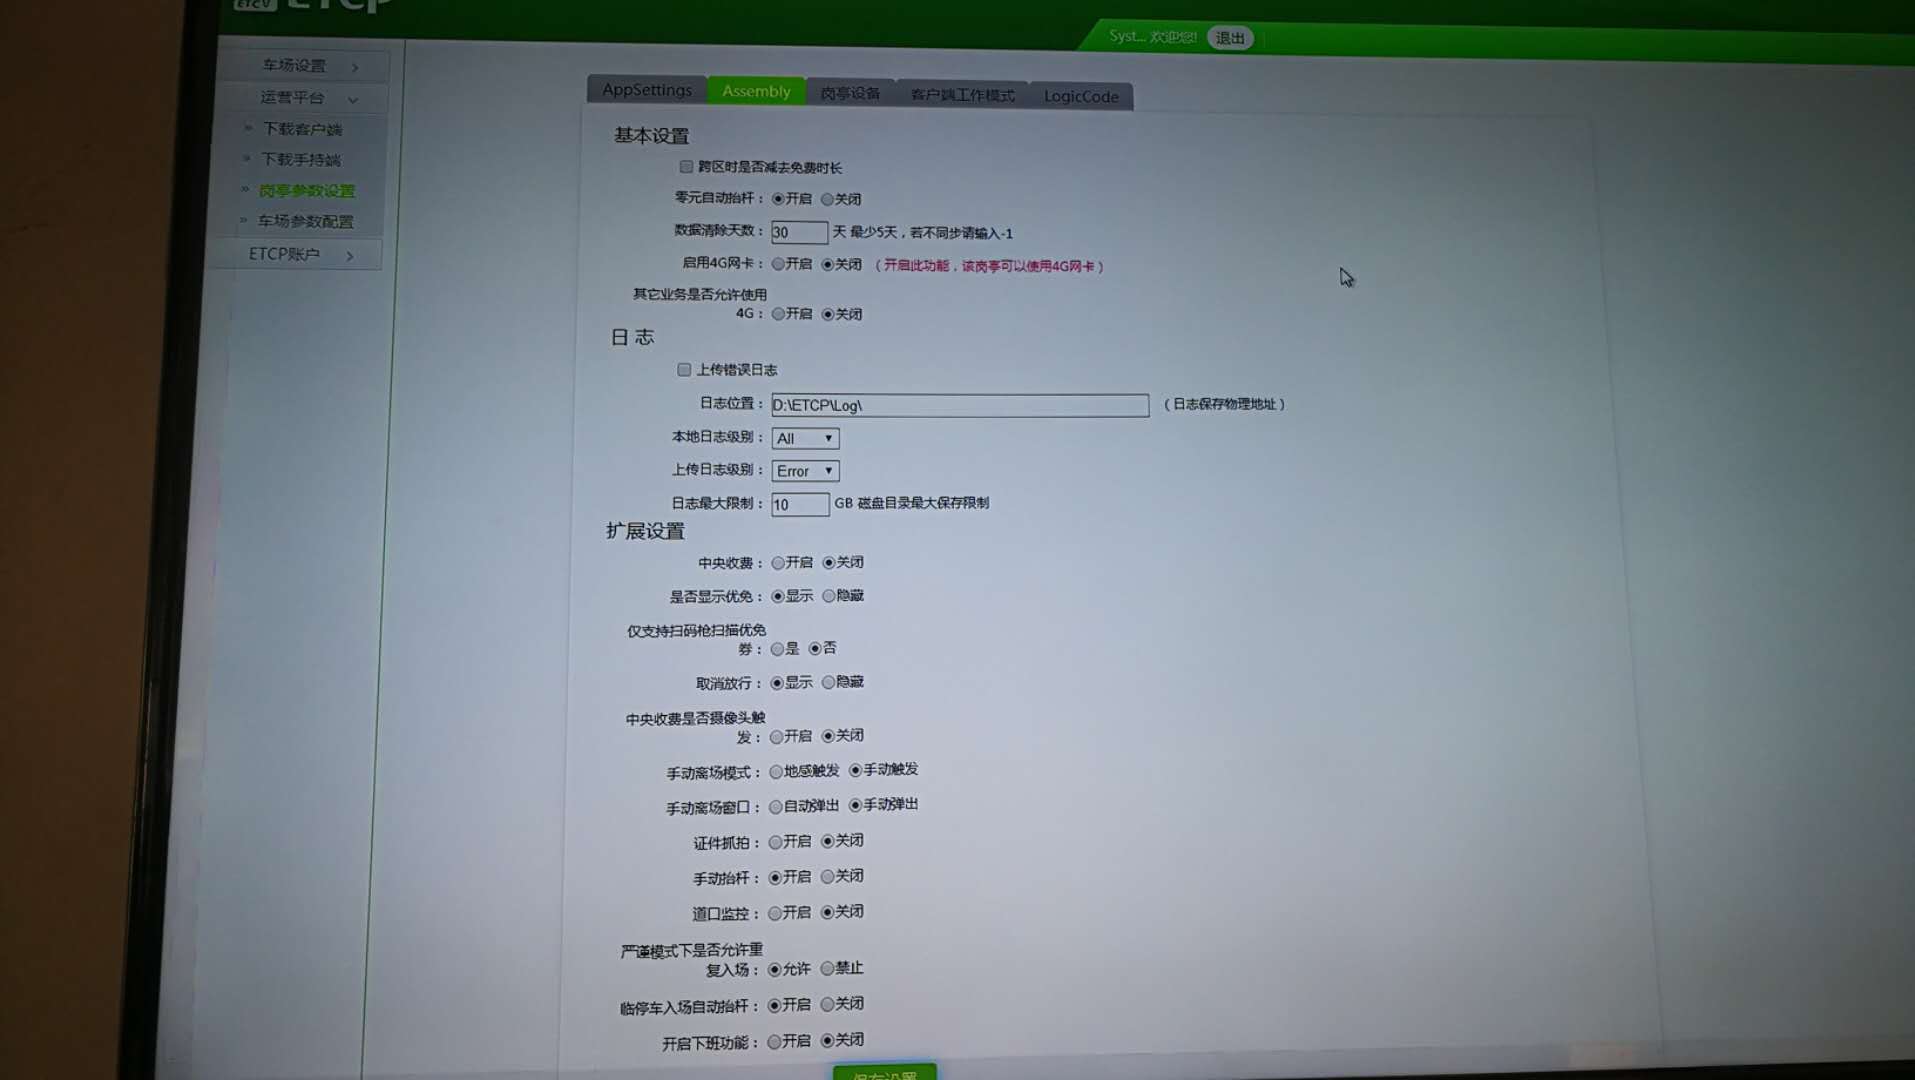 ETCP ETCP
Syst... 欢迎您! 退出
车场设置
运营平台
» 下载客户端
» 下载手持端
» 岗亭参数设置
» 车场参数配置
ETCP账户
AppSettings Assembly 岗亭设备 客户端工作模式 LogicCode
基本设置
跨区时是否减去免费时长
零元自动抬杆： 开启 关闭
数据清除天数： 30 天 最少5天，若不同步请输入-1
启用4G网卡： 开启 关闭 （开启此功能，该岗亭可以使用4G网卡）
其它业务是否允许使用
4G： 开启 关闭
日 志
上传错误日志
日志位置： D:\ETCP\Log\ （日志保存物理地址）
本地日志级别： All
上传日志级别： Error
日志最大限制： 10 GB 磁盘目录最大保存限制
扩展设置
中央收费： 开启 关闭
是否显示优免： 显示 隐藏
仅支持扫码枪扫描优免
券： 是 否
取消放行： 显示 隐藏
中央收费是否摄像头触
发： 开启 关闭
手动离场模式： 地感触发 手动触发
手动离场窗口： 自动弹出 手动弹出
证件抓拍： 开启 关闭
手动抬杆： 开启 关闭
道口监控： 开启 关闭
严谨模式下是否允许重
复入场： 允许 禁止
临停车入场自动抬杆： 开启 关闭
开启下班功能： 开启 关闭
保存设置